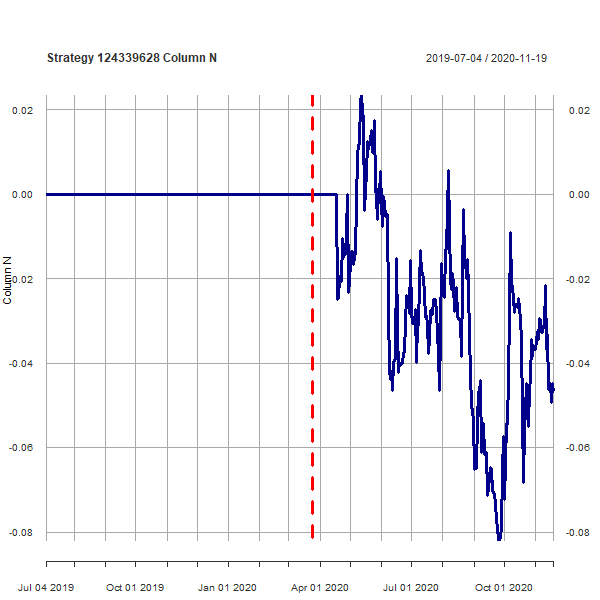 Strategy 124339628 Column N
2019-07-04 / 2020-11-19
0.02
0.00
-0.02
-0.04
-0.06
-0.08
Column N
0.02
0.00
-0.02
-0.04
-0.06
-0.08
Jul 04 2019
Oct 01 2019
Jan 01 2020
Apr 01 2020
Jul 01 2020
Oct 01 2020